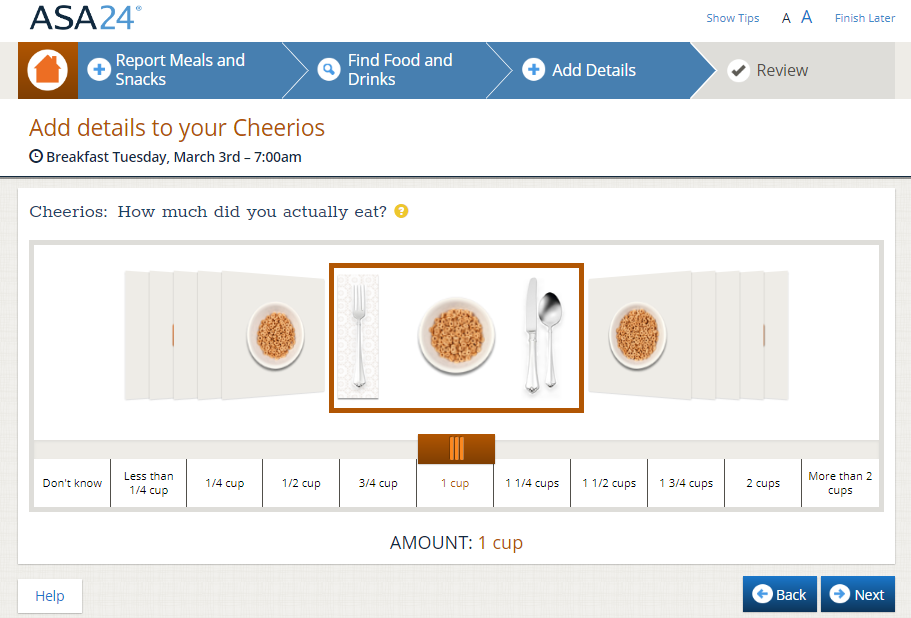 ASA24®
Show Tips A A Finish Later
Report Meals and
Snacks
Find Food and
Drinks
Add Details
Review
Add details to your Cheerios
Breakfast Tuesday, March 3rd – 7:00am
Cheerios: How much did you actually eat? ?
Don't know
Less than
1/4 cup
1/4 cup
1/2 cup
3/4 cup
1 cup
1 1/4 cups
1 1/2 cups
1 3/4 cups
2 cups
More than 2
cups
AMOUNT: 1 cup
Help
Back
Next